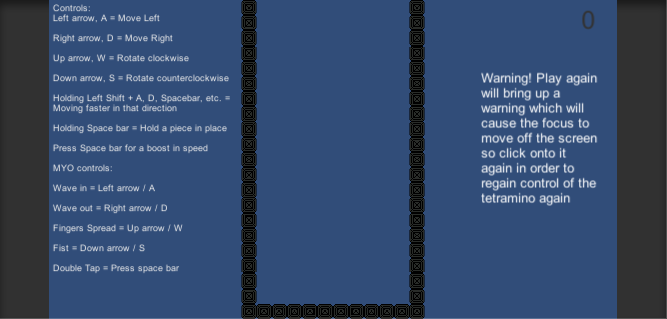 Controls:
Left arrow, A = Move Left
Right arrow, D = Move Right
Up arrow, W = Rotate clockwise
Down arrow, S = Rotate counterclockwise
Holding Left Shift + A, D, Spacebar, etc. =
Moving faster in that direction
Holding Space bar = Hold a piece in place
Press Space bar for a boost in speed
MYO controls:
Wave in = Left arrow / A
Wave out = Right arrow / D
Fingers Spread = Up arrow / W
Fist = Down arrow / S
Double Tap = Press space bar
0
Warning! Play again
will bring up a
warning which will
cause the focus to
move off the screen
so click onto it
again in order to
regain control of the
tetramino again